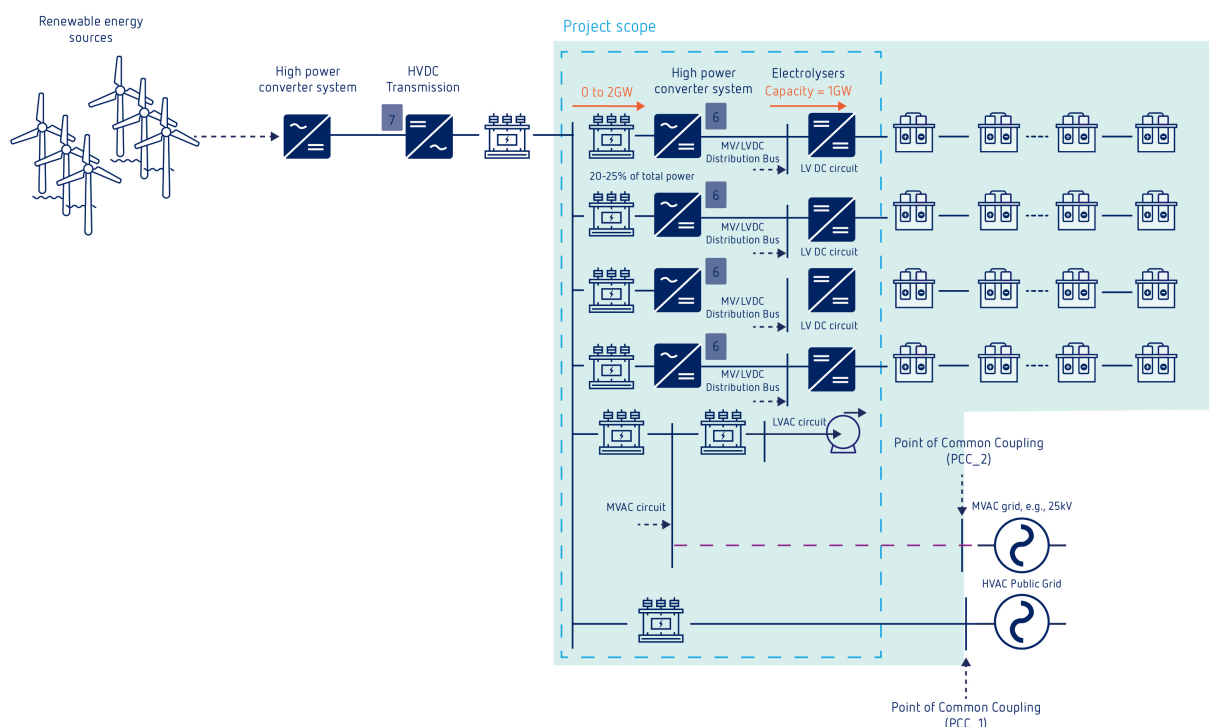 Renewable energy
sources
Project scope
High power
converter system
HVDC
Transmission
7
0 to 2GW
High power
converter system
6
Electrolysers
Capacity = 1GW
MV/LVDC
Distribution Bus
LV DC circuit
20-25% of total power
6
MV/LVDC
Distribution Bus
LV DC circuit
6
MV/LVDC
Distribution Bus
LV DC circuit
6
MV/LVDC
Distribution Bus
LVAC circuit
MVAC circuit
Point of Common Coupling
(PCC_2)
MVAC grid, e.g., 25kV
HVAC Public Grid
Point of Common Coupling
(PCC_1)